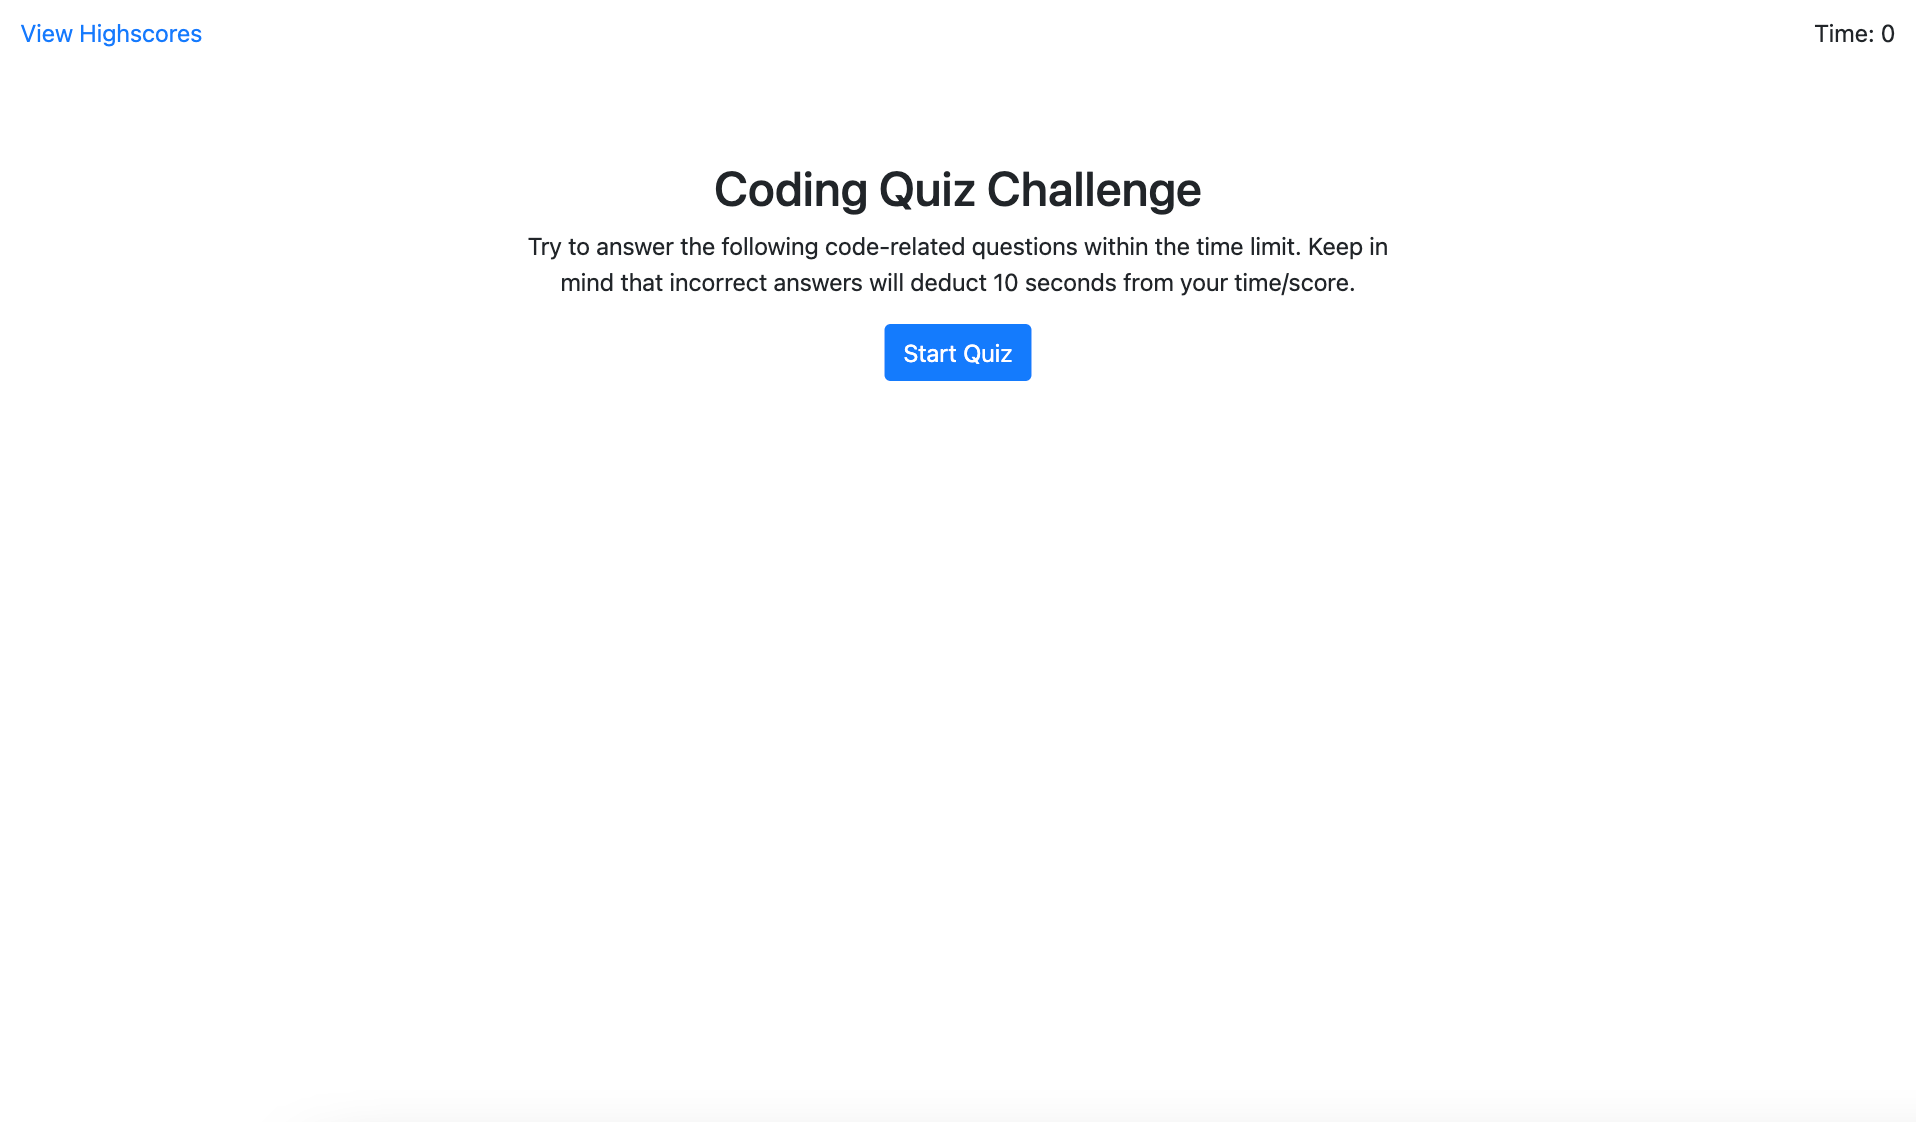 View Highscores
Time: 0
Coding Quiz Challenge
Try to answer the following code-related questions within the time limit. Keep in
mind that incorrect answers will deduct 10 seconds from your time/score.
Start Quiz